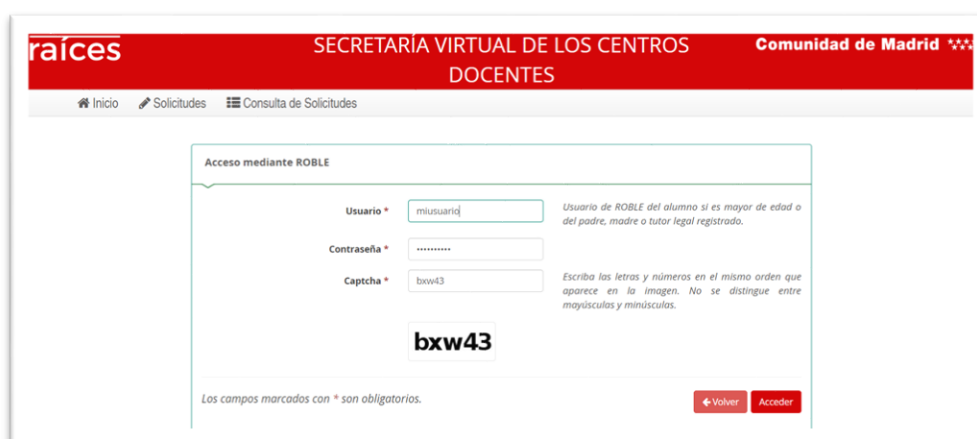 raíces
SECRETARÍA VIRTUAL DE LOS CENTROS
DOCENTES
Comunidad de Madrid
Inicio Solicitudes Consulta de Solicitudes
Acceso mediante ROBLE
Usuario * miusuario
Usuario de ROBLE del alumno si es mayor de edad o
del padre, madre o tutor legal registrado.
Contraseña * ••••••••••
Captcha * bxw43
Escriba las letras y números en el mismo orden que
aparece en la imagen. No se distingue entre
mayúsculas y minúsculas.
bxw43
Los campos marcados con * son obligatorios.
Volver Acceder